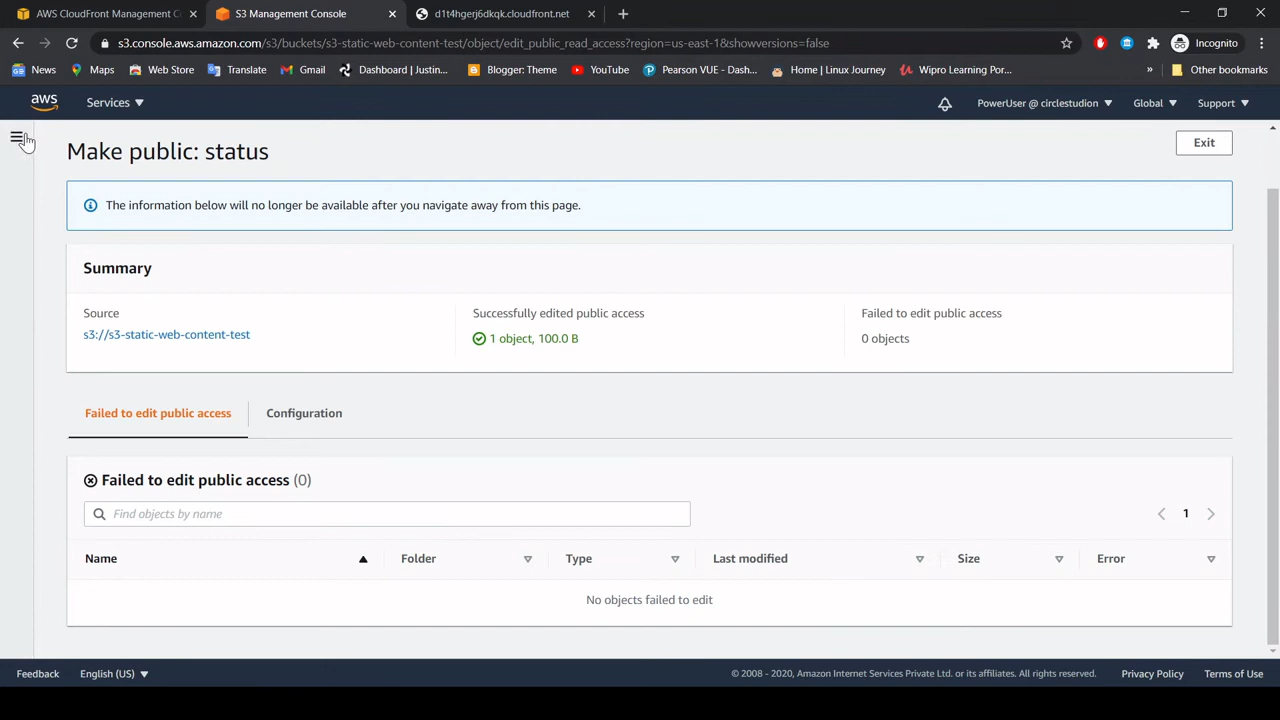 AWS CloudFront Management C
S3 Management Console
d1t4hgerj6dkqk.cloudfront.net
s3.console.aws.amazon.com/s3/buckets/s3-static-web-content-test/object/edit_public_read_access?region=us-east-1&showversions=false
Incognito
News
Maps
Web Store
Translate
Gmail
Dashboard | Justin...
Blogger: Theme
YouTube
Pearson VUE - Dash...
Home | Linux Journey
Wipro Learning Por...
»
Other bookmarks
aws
Services
PowerUser @ circlestudion
Global
Support
Make public: status
Exit
The information below will no longer be available after you navigate away from this page.
Summary
Source
Successfully edited public access
Failed to edit public access
s3://s3-static-web-content-test
1 object, 100.0 B
0 objects
Failed to edit public access
Configuration
Failed to edit public access (0)
Find objects by name
1
Name
Folder
Type
Last modified
Size
Error
No objects failed to edit
Feedback
English (US)
© 2008 - 2020, Amazon Internet Services Private Ltd. or its affiliates. All rights reserved.
Privacy Policy
Terms of Use